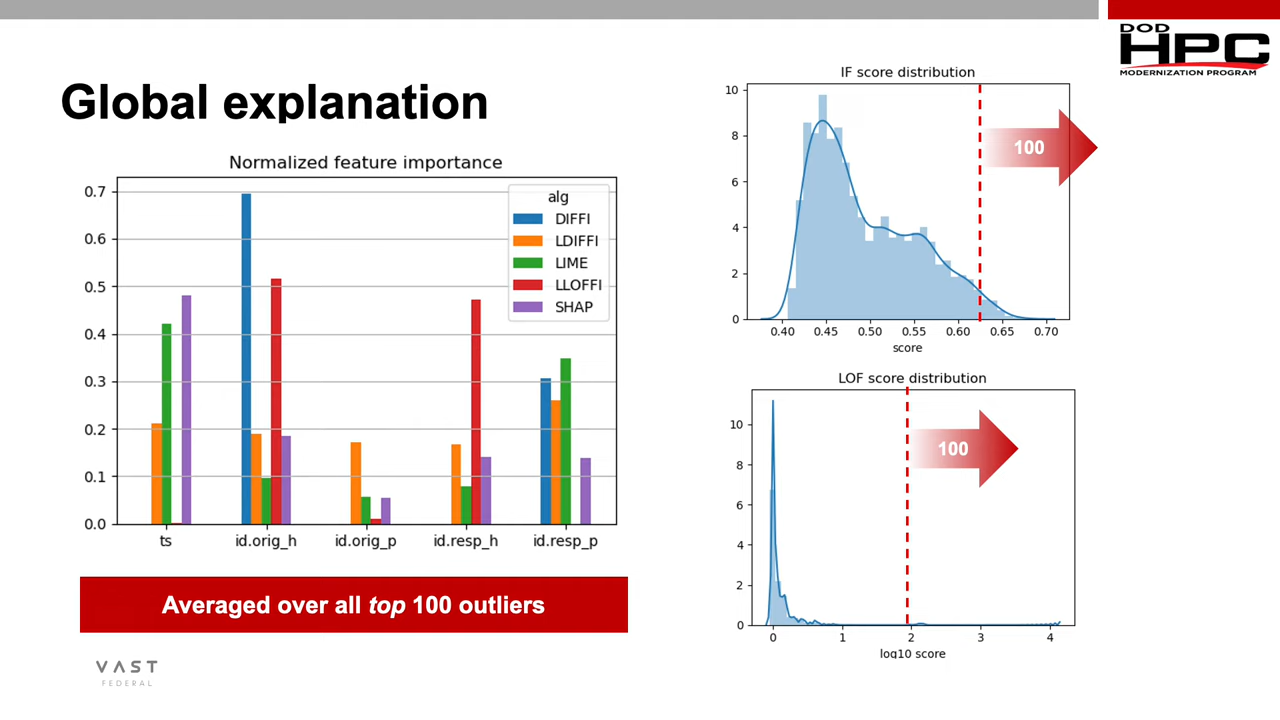 DOD
HPC
MODERNIZATION PROGRAM
Global explanation
Normalized feature importance
0.7
0.6
0.5
0.4
0.3
0.2
0.1
0.0
alg
DIFFI
LDIFFI
LIME
LLOFFI
SHAP
ts id.orig_h id.orig_p id.resp_h id.resp_p
Averaged over all top 100 outliers
VAST
FEDERAL
IF score distribution
10
8
6
4
2
0
100
0.40 0.45 0.50 0.55 0.60 0.65 0.70
score
LOF score distribution
10
8
6
4
2
0
100
0 1 2 3 4
log10 score